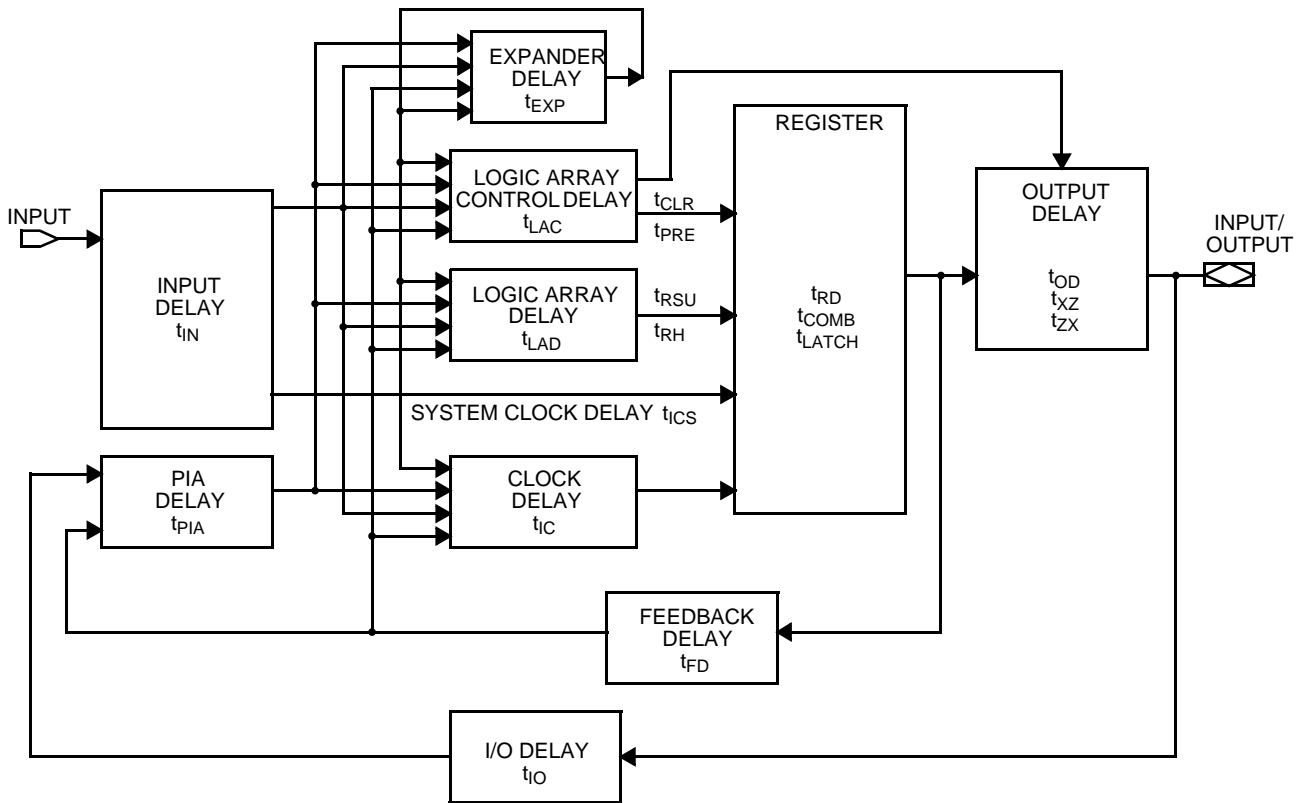 EXPANDER
DELAY
tEXP
REGISTER
LOGIC ARRAY
CONTROL DELAY
tLAC
tCLR
tPRE
OUTPUT
DELAY
tOD
tXZ
tZX
INPUT
INPUT/
OUTPUT
INPUT
DELAY
tIN
LOGIC ARRAY
DELAY
tLAD
tRSU
tRH
tRD
tCOMB
tLATCH
SYSTEM CLOCK DELAY tICS
PIA
DELAY
tPIA
CLOCK
DELAY
tIC
FEEDBACK
DELAY
tFD
I/O DELAY
tIO